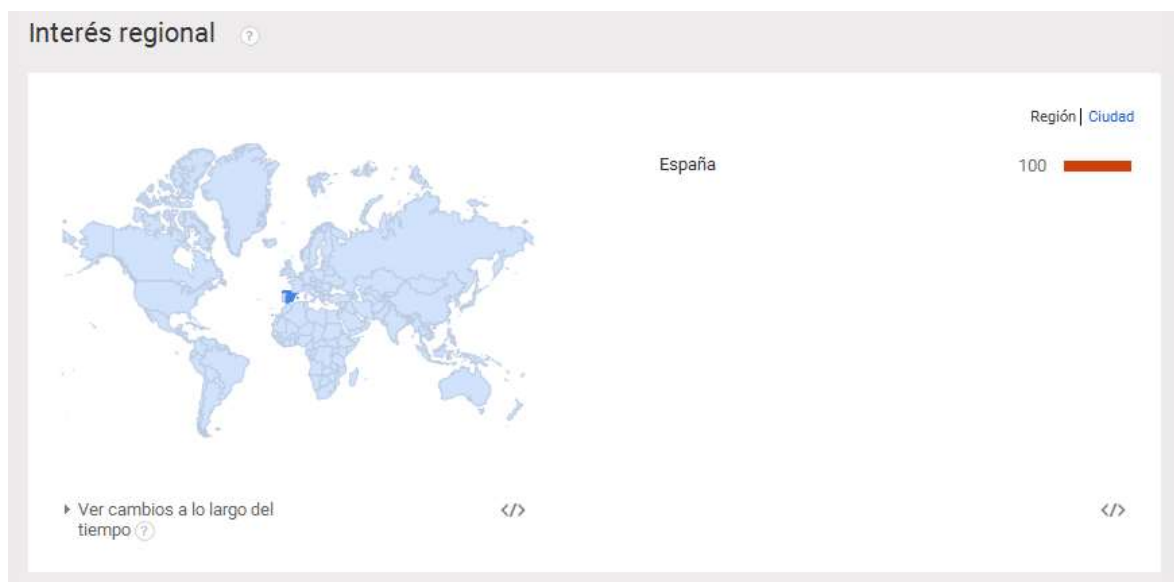 Interés regional ?
Región | Ciudad
España 100
Ver cambios a lo largo del
tiempo ?
</>
</>